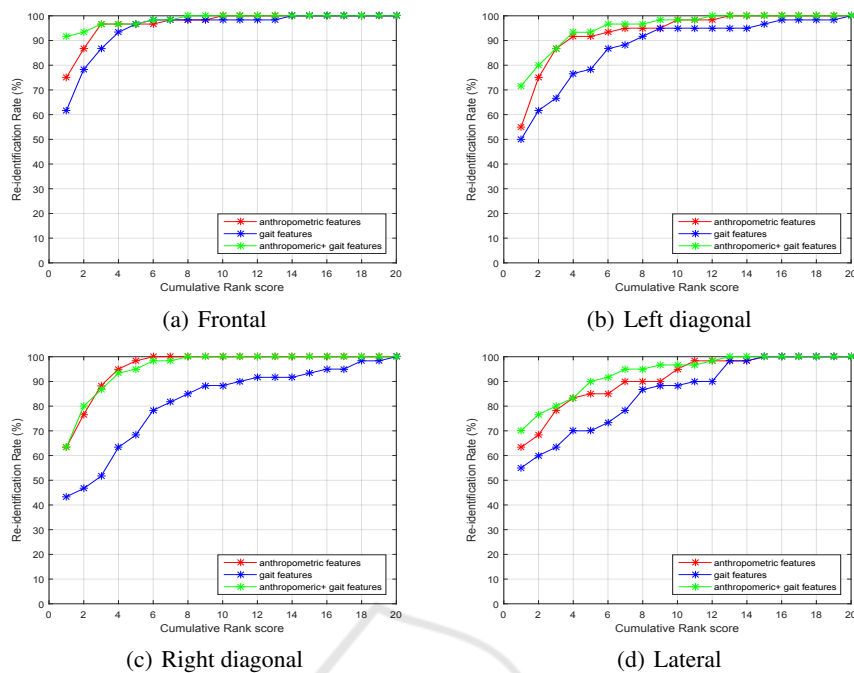 100
90
80
70
60
50
40
30
20
10
0
Re-identification Rate (%)
anthropometric features
gait features
anthropomeric+ gait features
0 2 4 6 8 10 12 14 16 18 20
Cumulative Rank score
(a) Frontal
100
90
80
70
60
50
40
30
20
10
0
Re-identification Rate (%)
anthropometric features
gait features
anthropomeric+ gait features
0 2 4 6 8 10 12 14 16 18 20
Cumulative Rank score
(b) Left diagonal
100
90
80
70
60
50
40
30
20
10
0
Re-identification Rate (%)
anthropometric features
gait features
anthropomeric+ gait features
0 2 4 6 8 10 12 14 16 18 20
Cumulative Rank score
(c) Right diagonal
100
90
80
70
60
50
40
30
20
10
0
Re-identification Rate (%)
anthropometric features
gait features
anthropomeric+ gait features
0 2 4 6 8 10 12 14 16 18 20
Cumulative Rank score
(d) Lateral